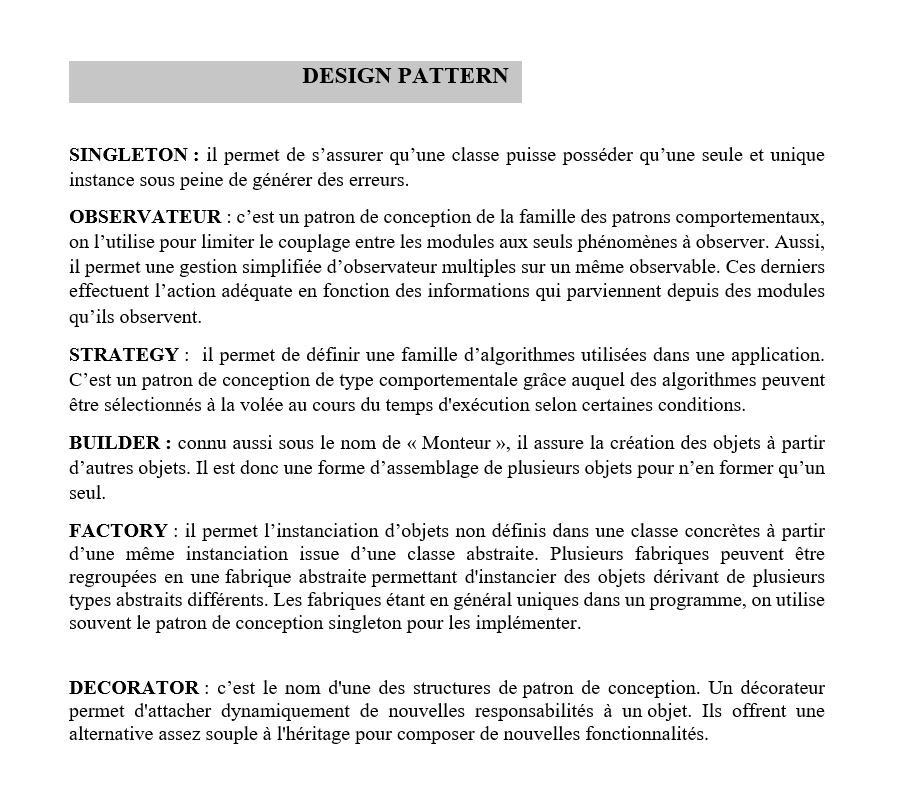 DESIGN PATTERN
SINGLETON : il permet de s’assurer qu’une classe puisse posséder qu’une seule et unique
instance sous peine de générer des erreurs.
OBSERVATEUR : c’est un patron de conception de la famille des patrons comportementaux,
on l’utilise pour limiter le couplage entre les modules aux seuls phénomènes à observer. Aussi,
il permet une gestion simplifiée d’observateur multiples sur un même observable. Ces derniers
effectuent l’action adéquate en fonction des informations qui parviennent depuis des modules
qu’ils observent.
STRATEGY : il permet de définir une famille d’algorithmes utilisées dans une application.
C’est un patron de conception de type comportementale grâce auquel des algorithmes peuvent
être sélectionnés à la volée au cours du temps d'exécution selon certaines conditions.
BUILDER : connu aussi sous le nom de « Monteur », il assure la création des objets à partir
d’autres objets. Il est donc une forme d’assemblage de plusieurs objets pour n’en former qu’un
seul.
FACTORY : il permet l’instanciation d’objets non définis dans une classe concrètes à partir
d’une même instanciation issue d’une classe abstraite. Plusieurs fabriques peuvent être
regroupées en une fabrique abstraite permettant d'instancier des objets dérivant de plusieurs
types abstraits différents. Les fabriques étant en général uniques dans un programme, on utilise
souvent le patron de conception singleton pour les implémenter.
DECORATOR : c’est le nom d'une des structures de patron de conception. Un décorateur
permet d'attacher dynamiquement de nouvelles responsabilités à un objet. Ils offrent une
alternative assez souple à l'héritage pour composer de nouvelles fonctionnalités.